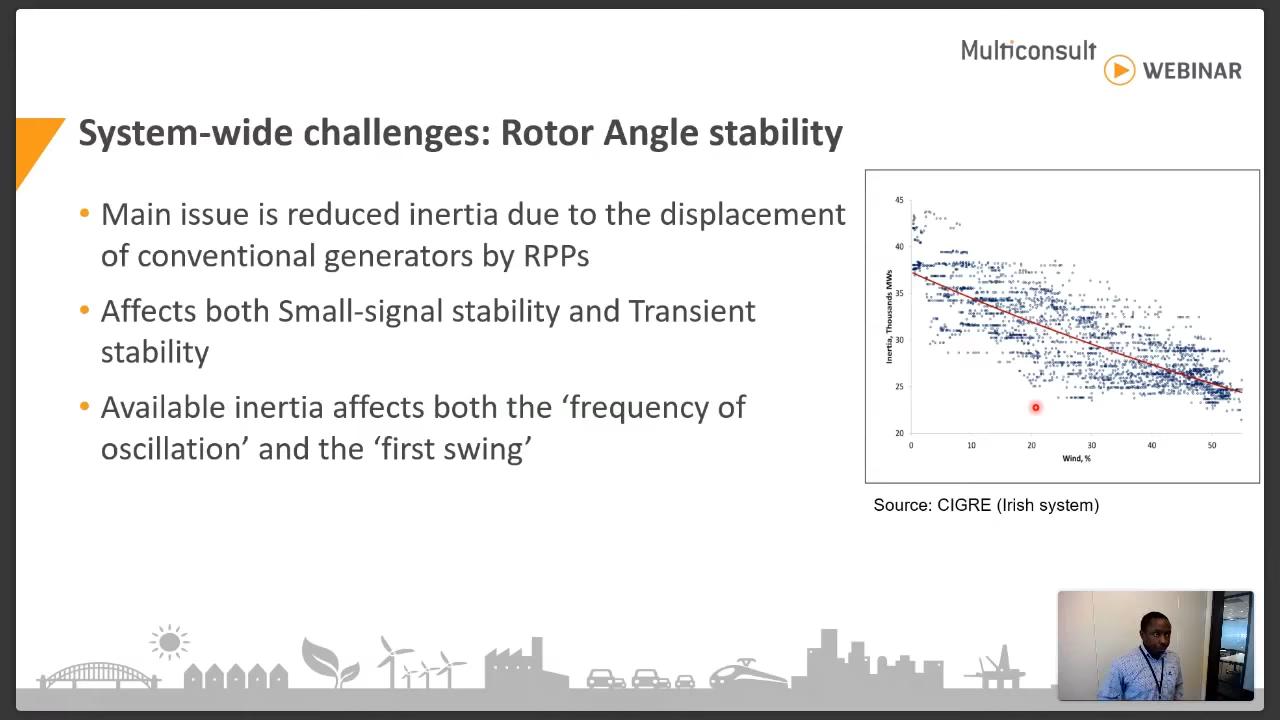 Multiconsult
WEBINAR
System-wide challenges: Rotor Angle stability
• Main issue is reduced inertia due to the displacement
of conventional generators by RPPs
• Affects both Small-signal stability and Transient
stability
• Available inertia affects both the ‘frequency of
oscillation’ and the ‘first swing’
45
40
35
30
25
20
Inertia, Thousands MWs
0 10 20 30 40 50
Wind, %
Source: CIGRE (Irish system)